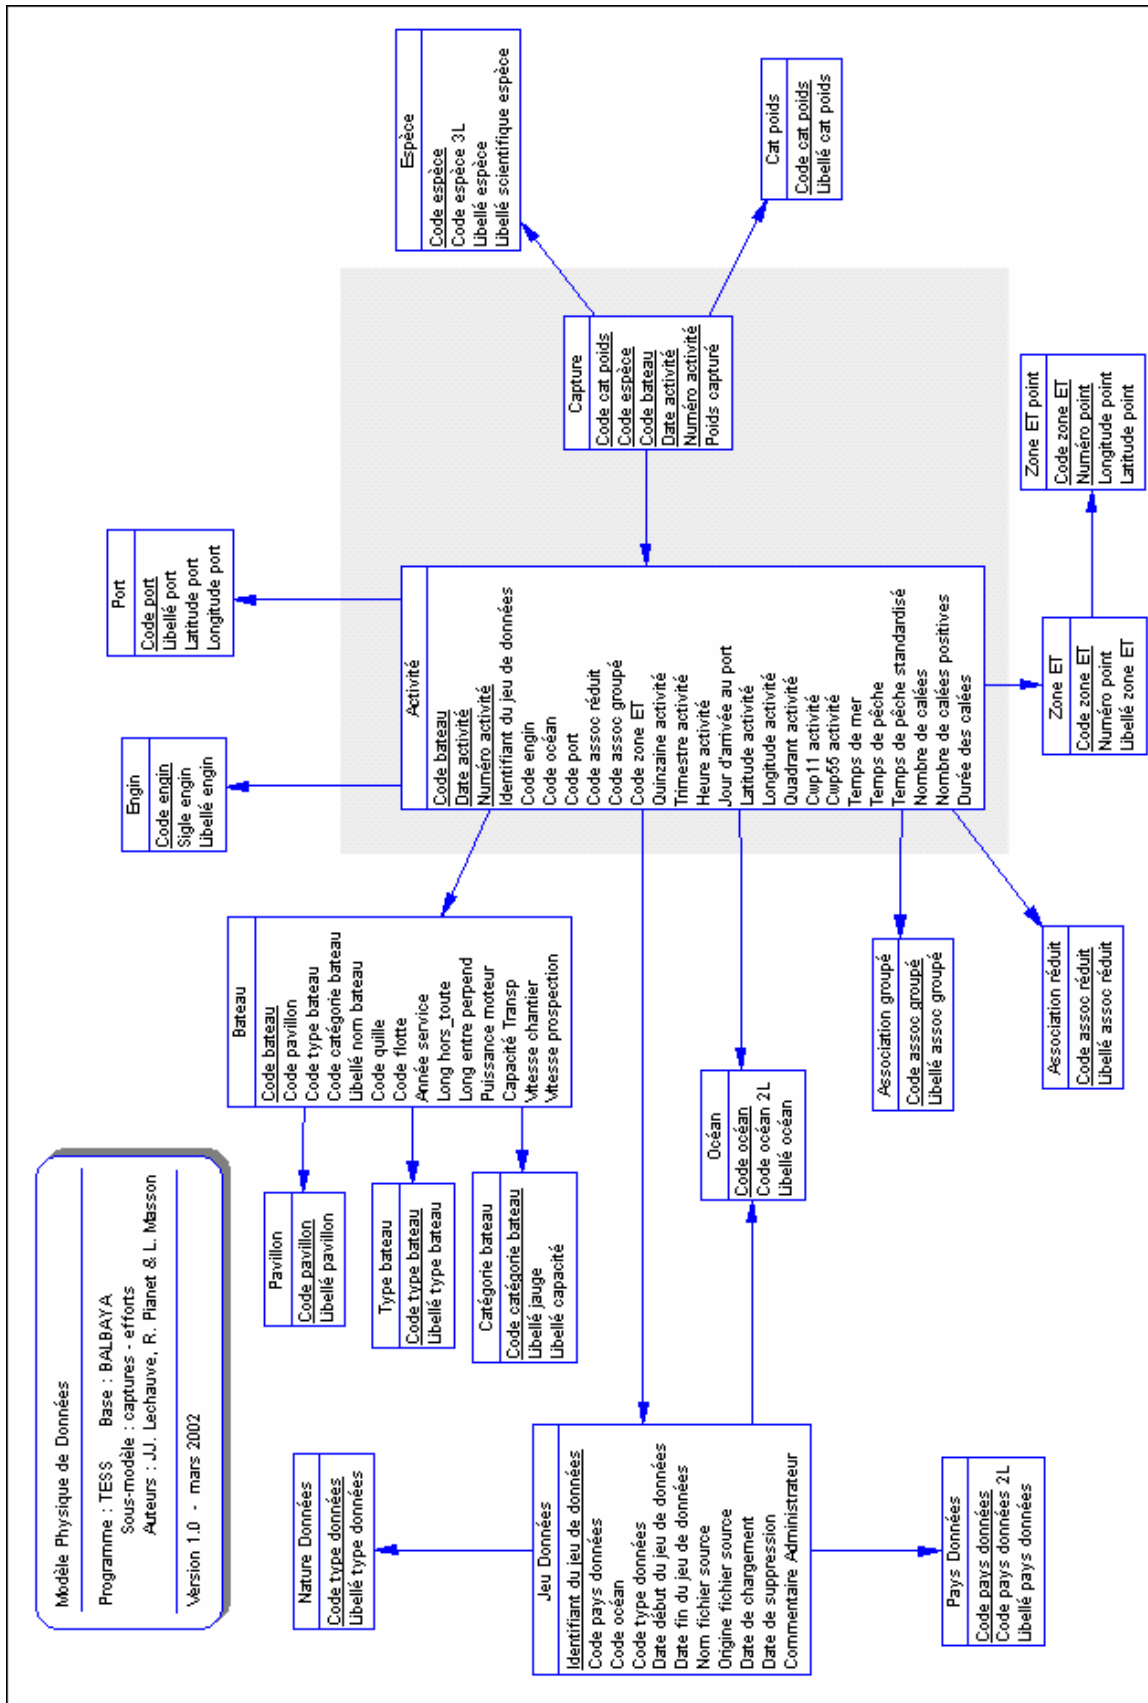 Modèle Physique de Données
Programme : TESS Base : BALBAYA
Sous-modèle : captures - efforts
Auteurs : JJ. Lechauve, R. Pianet & L. Masson
Version 1.0 - mars 2002
Nature Données
Code type données
Libellé type données
Jeu Données
Identifiant du jeu de données
Code pays données
Code océan
Code type données
Date début du jeu de données
Date fin du jeu de données
Nom fichier source
Origine fichier source
Date de chargement
Date de suppression
Commentaire Administrateur
Pays Données
Code pays données
Code pays données 2L
Libellé pays données
Pavillon
Code pavillon
Libellé pavillon
Type bateau
Code type bateau
Libellé type bateau
Catégorie bateau
Code catégorie bateau
Libellé jauge
Libellé capacité
Bateau
Code bateau
Code pavillon
Code type bateau
Code catégorie bateau
Libellé nom bateau
Code quille
Code flotte
Année service
Long hors_toute
Long entre perpend
Puissance moteur
Capacité Transp
Vitesse chantier
Vitesse prospection
Océan
Code océan
Code océan 2L
Libellé océan
Association groupé
Code assoc groupé
Libellé assoc groupé
Association réduit
Code assoc réduit
Libellé assoc réduit
Engin
Code engin
Sigle engin
Libellé engin
Port
Code port
Libellé port
Latitude port
Longitude port
Activité
Code bateau
Date activité
Numéro activité
Identifiant du jeu de données
Code engin
Code océan
Code port
Code assoc réduit
Code assoc groupé
Code zone ET
Quinzaine activité
Trimestre activité
Heure activité
Jour d'arrivée au port
Latitude activité
Longitude activité
Quadrant activité
Cwp11 activité
Cwp55 activité
Temps de mer
Temps de pêche
Temps de pêche standardisé
Nombre de calées
Nombre de calées positives
Durée des calées
Zone ET
Code zone ET
Numéro point
Libellé zone ET
Zone ET point
Code zone ET
Numéro point
Longitude point
Latitude point
Capture
Code cat poids
Code espèce
Code bateau
Date activité
Numéro activité
Poids capturé
Espèce
Code espèce
Code espèce 3L
Libellé espèce
Libellé scientifique espèce
Cat poids
Code cat poids
Libellé cat poids